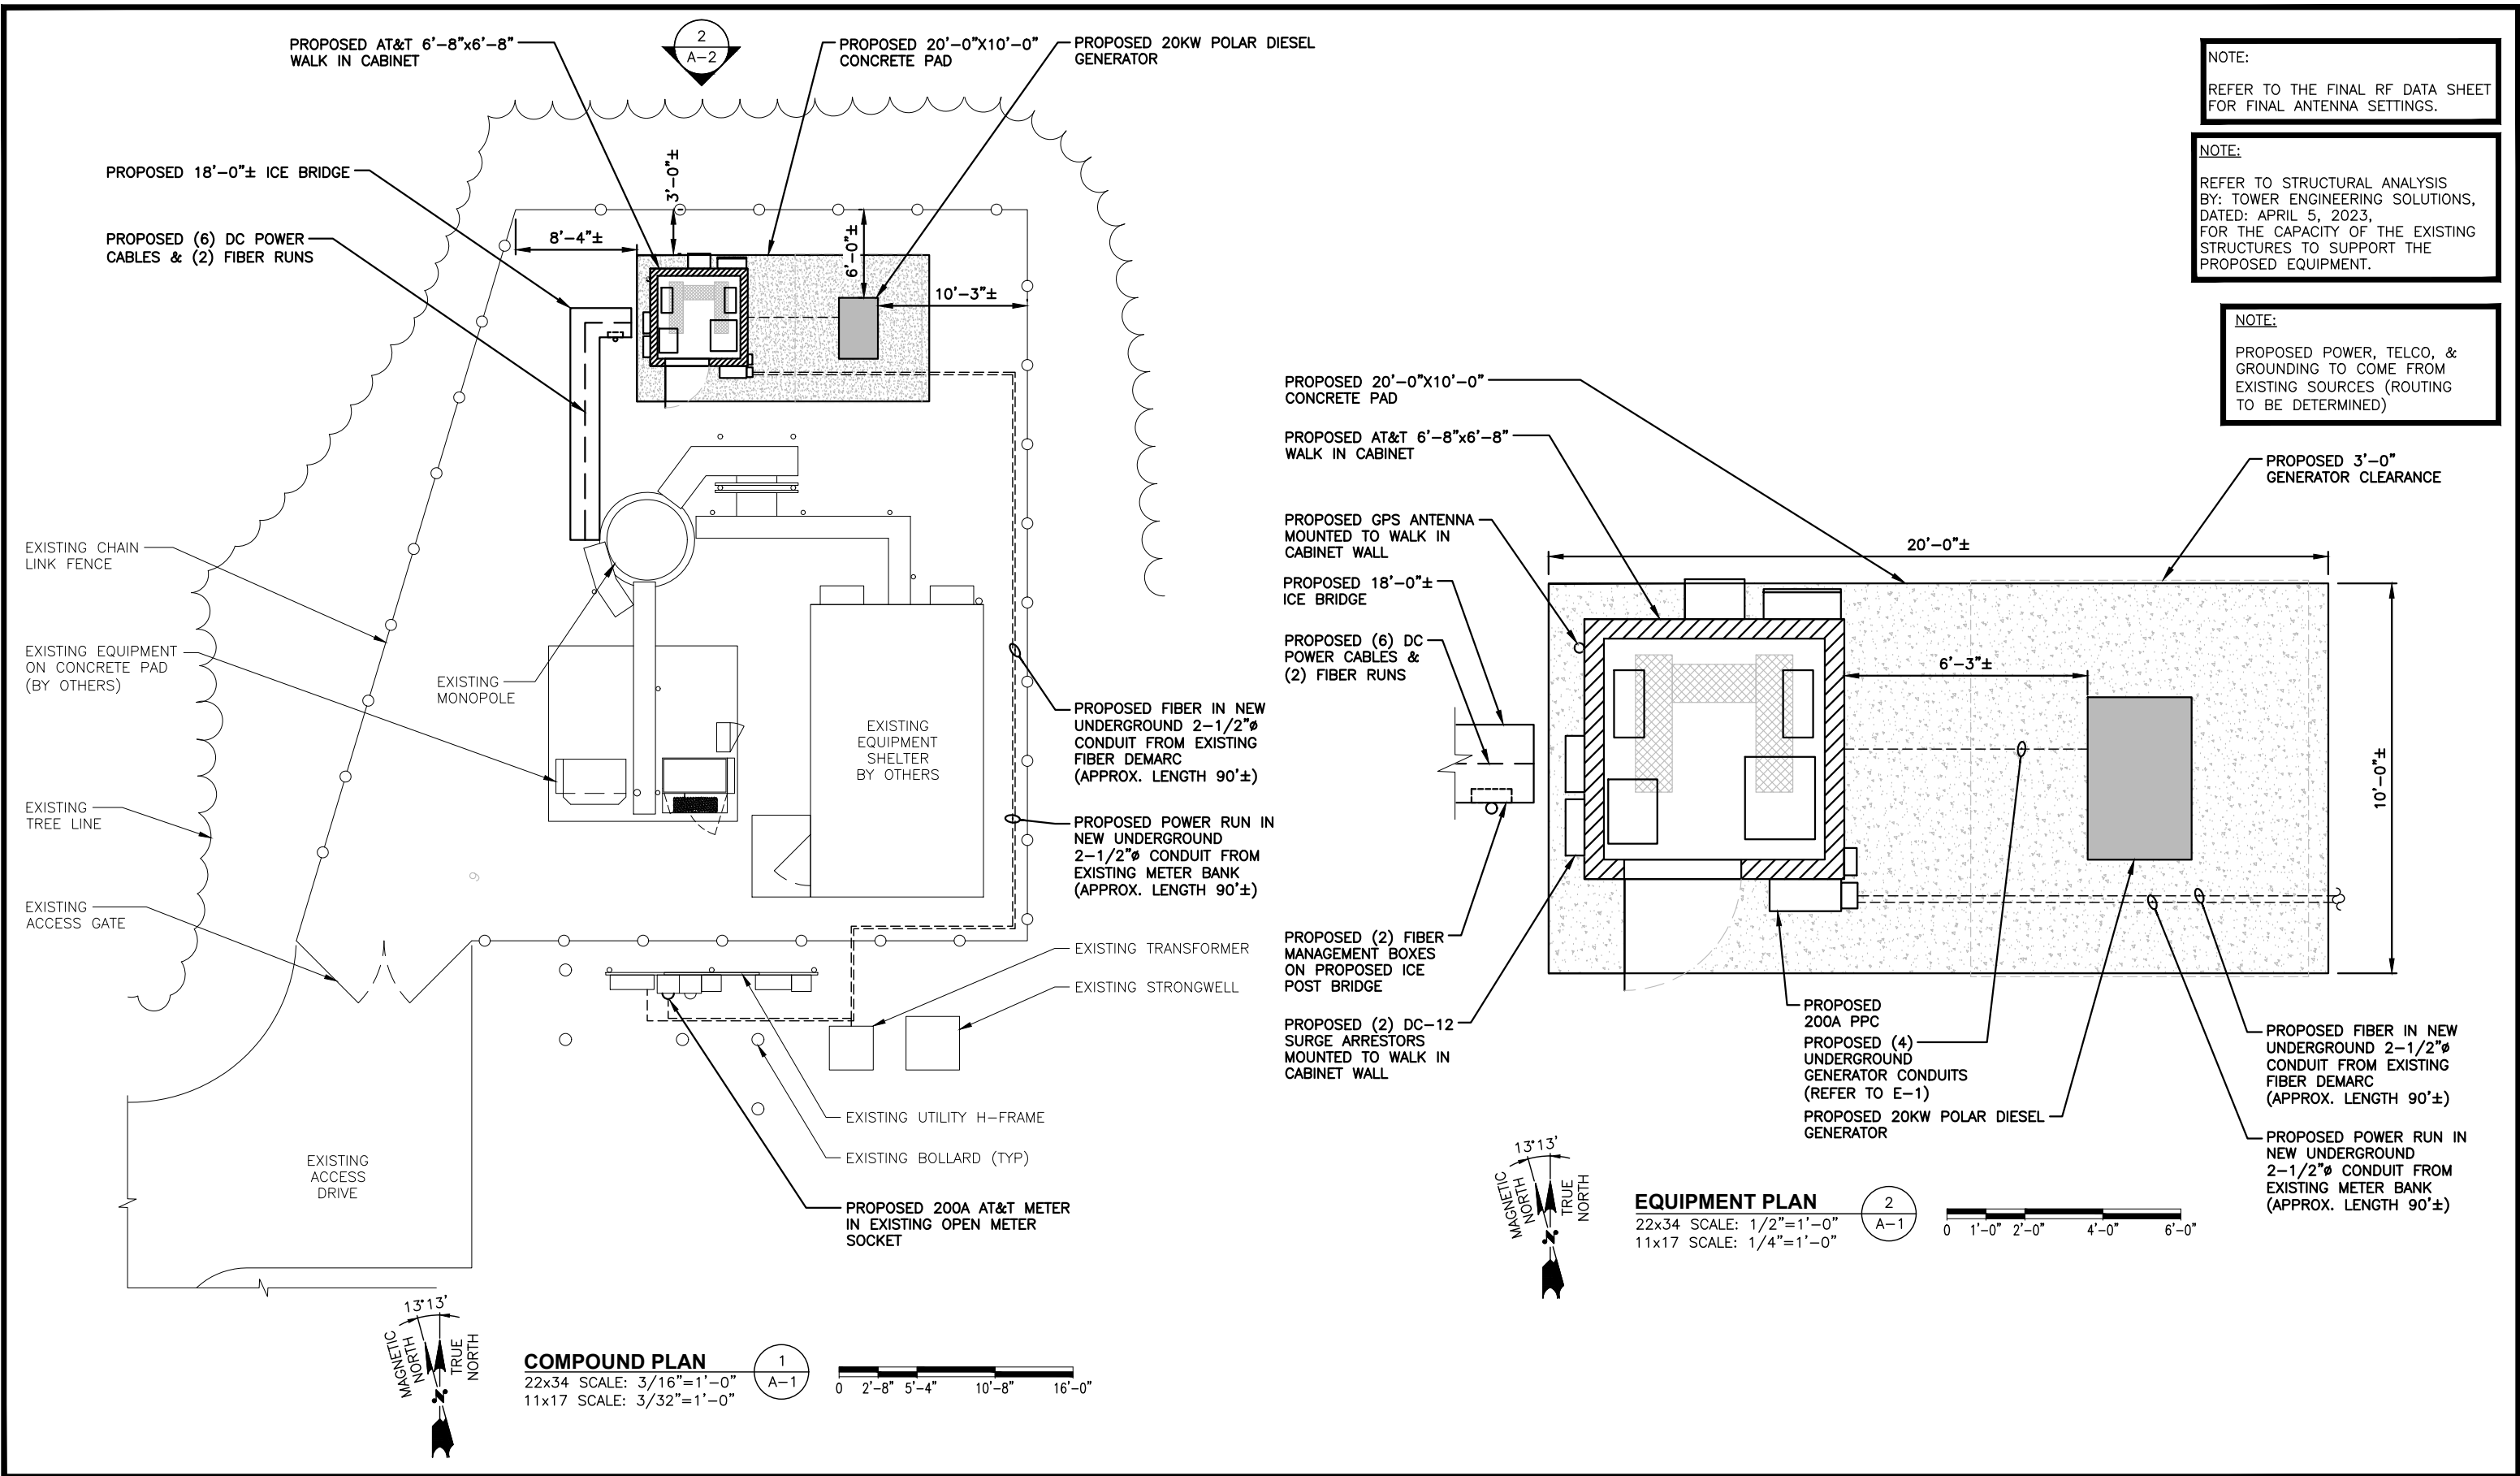 PROPOSED AT&T 6'-8"x6'-8"
WALK IN CABINET
2
A-2
PROPOSED 20'-0"X10'-0"
CONCRETE PAD
PROPOSED 20KW POLAR DIESEL
GENERATOR
PROPOSED 18'-0"± ICE BRIDGE
PROPOSED (6) DC POWER
CABLES & (2) FIBER RUNS
3'-0"±
8'-4"±
6'-0"±
10'-3"±
EXISTING CHAIN
LINK FENCE
EXISTING EQUIPMENT
ON CONCRETE PAD
(BY OTHERS)
EXISTING
MONOPOLE
EXISTING
EQUIPMENT
SHELTER
BY OTHERS
PROPOSED FIBER IN NEW
UNDERGROUND 2-1/2"ø
CONDUIT FROM EXISTING
FIBER DEMARC
(APPROX. LENGTH 90'±)
PROPOSED POWER RUN IN
NEW UNDERGROUND
2-1/2"ø CONDUIT FROM
EXISTING METER BANK
(APPROX. LENGTH 90'±)
EXISTING
TREE LINE
EXISTING
ACCESS GATE
EXISTING TRANSFORMER
EXISTING STRONGWELL
EXISTING UTILITY H-FRAME
EXISTING BOLLARD (TYP)
PROPOSED 200A AT&T METER
IN EXISTING OPEN METER
SOCKET
EXISTING
ACCESS
DRIVE
13°13'
MAGNETIC
NORTH
TRUE
NORTH
N
COMPOUND PLAN
22x34 SCALE: 3/16"=1'-0"
11x17 SCALE: 3/32"=1'-0"
1
A-1
0 2'-8" 5'-4" 10'-8" 16'-0"
NOTE:
REFER TO THE FINAL RF DATA SHEET
FOR FINAL ANTENNA SETTINGS.
NOTE:
REFER TO STRUCTURAL ANALYSIS
BY: TOWER ENGINEERING SOLUTIONS,
DATED: APRIL 5, 2023,
FOR THE CAPACITY OF THE EXISTING
STRUCTURES TO SUPPORT THE
PROPOSED EQUIPMENT.
NOTE:
PROPOSED POWER, TELCO, &
GROUNDING TO COME FROM
EXISTING SOURCES (ROUTING
TO BE DETERMINED)
PROPOSED 20'-0"X10'-0"
CONCRETE PAD
PROPOSED AT&T 6'-8"x6'-8"
WALK IN CABINET
PROPOSED GPS ANTENNA
MOUNTED TO WALK IN
CABINET WALL
PROPOSED 18'-0"±
ICE BRIDGE
PROPOSED (6) DC
POWER CABLES &
(2) FIBER RUNS
PROPOSED 3'-0"
GENERATOR CLEARANCE
20'-0"±
6'-3"±
10'-0"±
PROPOSED (2) FIBER
MANAGEMENT BOXES
ON PROPOSED ICE
POST BRIDGE
PROPOSED (2) DC-12
SURGE ARRESTORS
MOUNTED TO WALK IN
CABINET WALL
PROPOSED
200A PPC
PROPOSED (4)
UNDERGROUND
GENERATOR CONDUITS
(REFER TO E-1)
PROPOSED 20KW POLAR DIESEL
GENERATOR
PROPOSED FIBER IN NEW
UNDERGROUND 2-1/2"ø
CONDUIT FROM EXISTING
FIBER DEMARC
(APPROX. LENGTH 90'±)
PROPOSED POWER RUN IN
NEW UNDERGROUND
2-1/2"ø CONDUIT FROM
EXISTING METER BANK
(APPROX. LENGTH 90'±)
13°13'
MAGNETIC
NORTH
TRUE
NORTH
N
EQUIPMENT PLAN
22x34 SCALE: 1/2"=1'-0"
11x17 SCALE: 1/4"=1'-0"
2
A-1
0 1'-0" 2'-0" 4'-0" 6'-0"